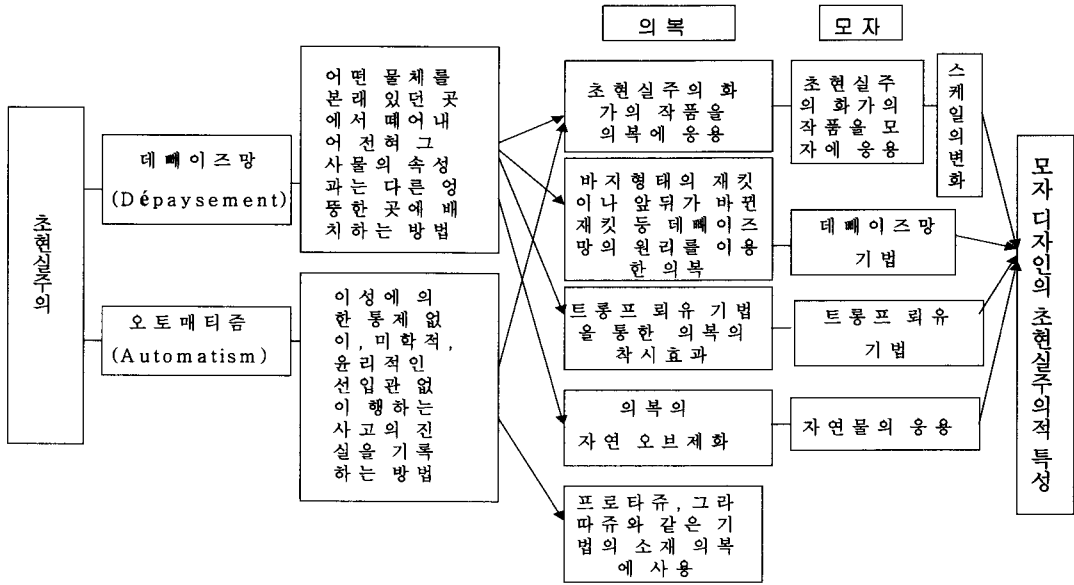 초현실주의
데빼이즈망
(Dépaysement)
오토매티즘
(Automatism)
어떤 물체를
본래 있던 곳
에서 떼어내
어 전혀 그
사물의 속성
과는 다른 엉
뚱한 곳에 배
치하는 방법
이성에 의
한 통제 없
이, 미학적,
윤리적인
선입관 없
이 행하는
사고의 진
실을 기록
하는 방법
의복
초현실주의 화
가의 작품을
의복에 응용
바지형태의 재킷
이나 앞뒤가 바뀐
재킷 등 데빼이즈
망의 원리를 이용
한 의복
트롱프 뢰유 기법
을 통한 의복의
착시효과
의복의
자연 오브제화
프로타쥬, 그라
따쥬와 같은 기
법의 소재 의복
에 사용
모자
초현실주
의 화가의
작품을 모
자에 응용
스케일의변화
데빼이즈망
기법
트롱프 뢰유
기법
자연물의 응용
모자 디자인의 초현실주의적 특성